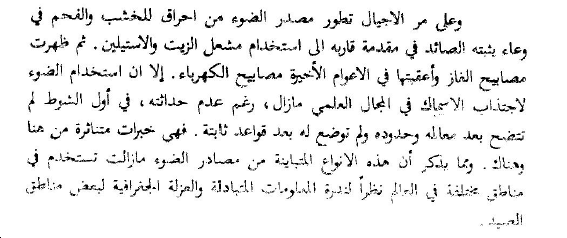 وعلى مر الاجيال تطور مصدر الضوء من احراق للخشب والفحم في
وعاء يثبته الصائد في مقدمة قاربه الى استخدام مشعل الزيت والاستيلين. ثم ظهرت
مصابيح الغاز وأعقبتها في الاعوام الأخيرة مصابيح الكهرباء. إلا ان استخدام الضوء
لاجتذاب الاسماك في المجال العلمي مازال، رغم عدم حداثته، في أول الشوط لم
تتضح بعد معالمه وحدوده ولم توضع له بعد قواعد ثابتة. فهي خبرات متناثرة من هنا
وهناك. ومما يذكر أن هذه الانواع المتباينة من مصادر الضوء مازالت تستخدم في
مناطق مختلفة في العالم نظراً لندرة المعلومات المتبادلة والعزلة الجغرافية لبعض مناطق
الصيد.